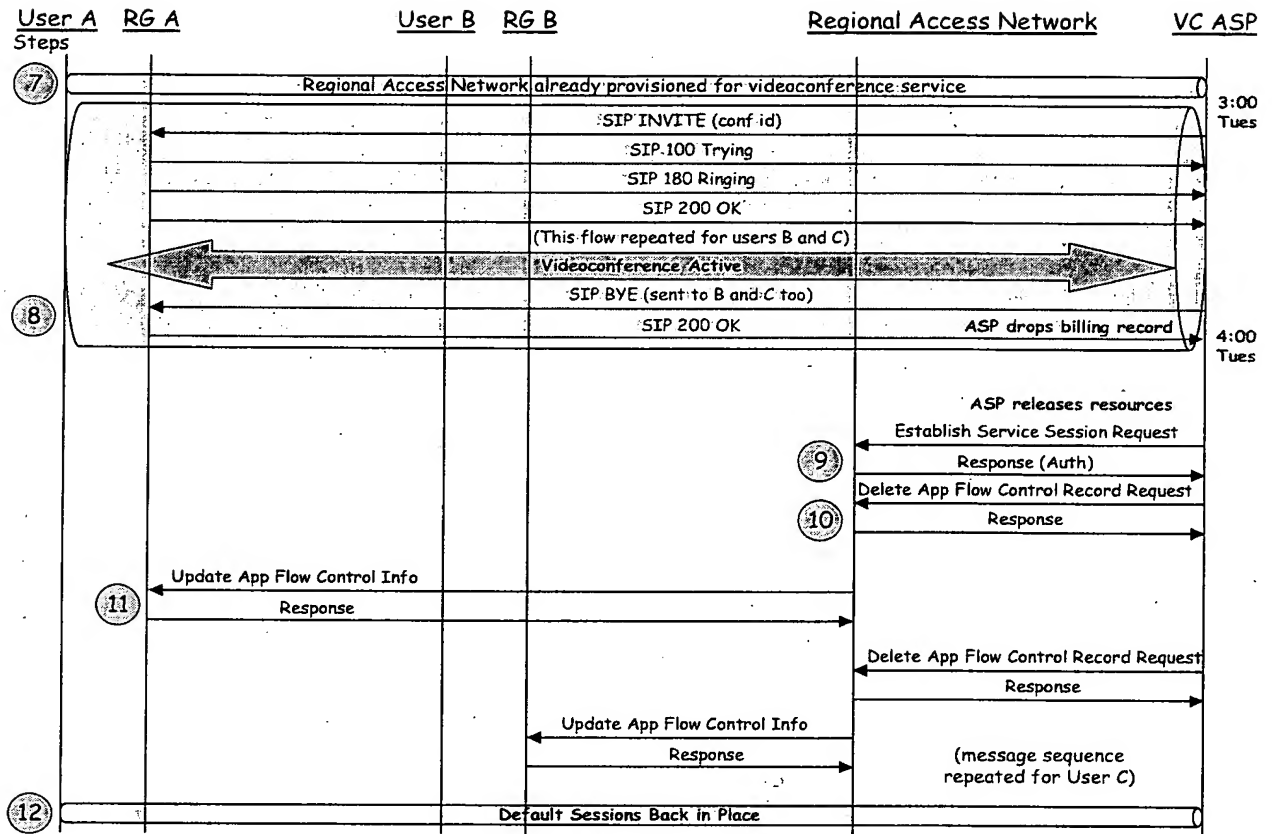 User A RG A User B RG B Regional Access Network VC ASP
Steps
7 Regional Access Network already provisioned for videoconference service
3:00
Tues
SIP INVITE (conf id)
SIP 100 Trying
SIP 180 Ringing
SIP 200 OK
(This flow repeated for users B and C)
Videoconference Active
SIP BYE (sent to B and C too)
8
SIP 200 OK ASP drops billing record
4:00
Tues
ASP releases resources
Establish Service Session Request
9 Response (Auth)
Delete App Flow Control Record Request
10 Response
Update App Flow Control Info
11 Response
Delete App Flow Control Record Request
Response
Update App Flow Control Info
Response
(message sequence
repeated for User C)
12 Default Sessions Back in Place